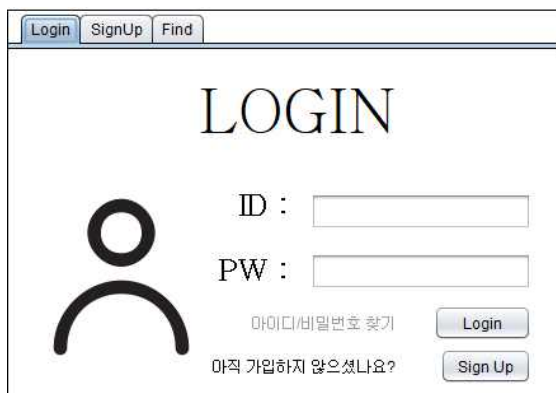 Login SignUp Find
LOGIN
ID :
PW :
아이디/비밀번호 찾기 Login
아직 가입하지 않으셨나요? Sign Up